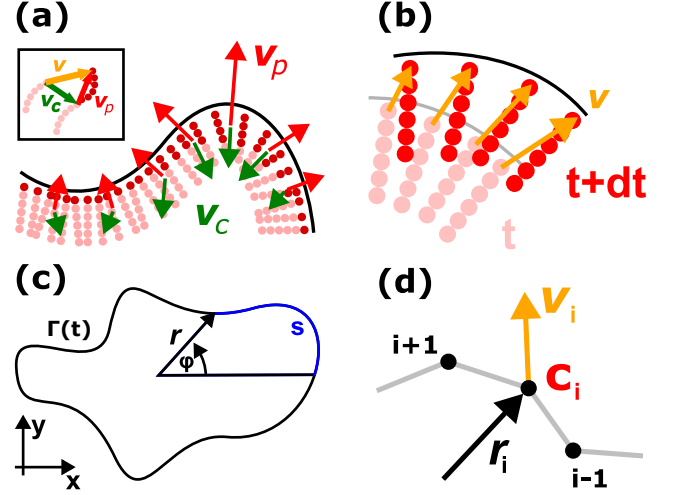 (a)
v
v_c
v_p
v_p
v_c
(b)
v
t+dt
t
(c)
Γ(t)
r
φ
s
y
x
(d)
v_i
i+1
c_i
r_i
i-1